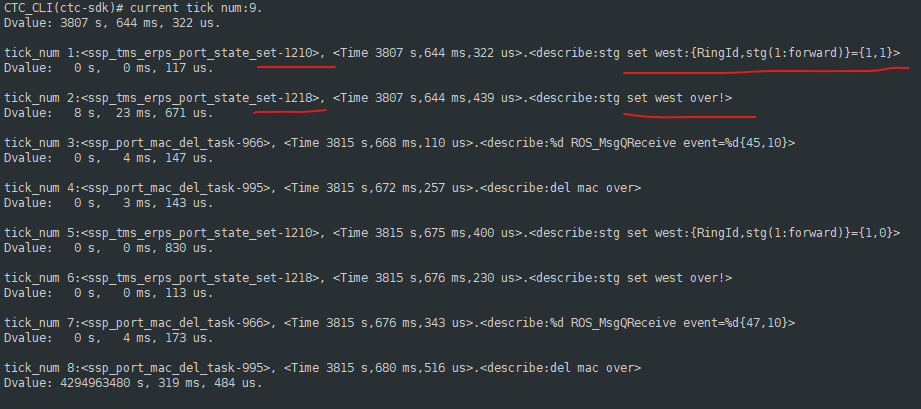 CTC_CLI(ctc-sdk)# current tick num:9.
Dvalue: 3807 s, 644 ms, 322 us.
tick_num 1:<ssp_tms_erps_port_state_set-1210>, <Time 3807 s,644 ms,322 us>.<describe:stg set west:{RingId,stg(1:forward)}={1,1}>
Dvalue:   0 s,   0 ms, 117 us.
tick_num 2:<ssp_tms_erps_port_state_set-1218>, <Time 3807 s,644 ms,439 us>.<describe:stg set west over!>
Dvalue:   8 s,  23 ms, 671 us.
tick_num 3:<ssp_port_mac_del_task-966>, <Time 3815 s,668 ms,110 us>.<describe:%d ROS_MsgQReceive event=%d{45,10}>
Dvalue:   0 s,   4 ms, 147 us.
tick_num 4:<ssp_port_mac_del_task-995>, <Time 3815 s,672 ms,257 us>.<describe:del mac over>
Dvalue:   0 s,   3 ms, 143 us.
tick_num 5:<ssp_tms_erps_port_state_set-1210>, <Time 3815 s,675 ms,400 us>.<describe:stg set west:{RingId,stg(1:forward)}={1,0}>
Dvalue:   0 s,   0 ms, 830 us.
tick_num 6:<ssp_tms_erps_port_state_set-1218>, <Time 3815 s,676 ms,230 us>.<describe:stg set west over!>
Dvalue:   0 s,   0 ms, 113 us.
tick_num 7:<ssp_port_mac_del_task-966>, <Time 3815 s,676 ms,343 us>.<describe:%d ROS_MsgQReceive event=%d{47,10}>
Dvalue:   0 s,   4 ms, 173 us.
tick_num 8:<ssp_port_mac_del_task-995>, <Time 3815 s,680 ms,516 us>.<describe:del mac over>
Dvalue: 4294963480 s, 319 ms, 484 us.